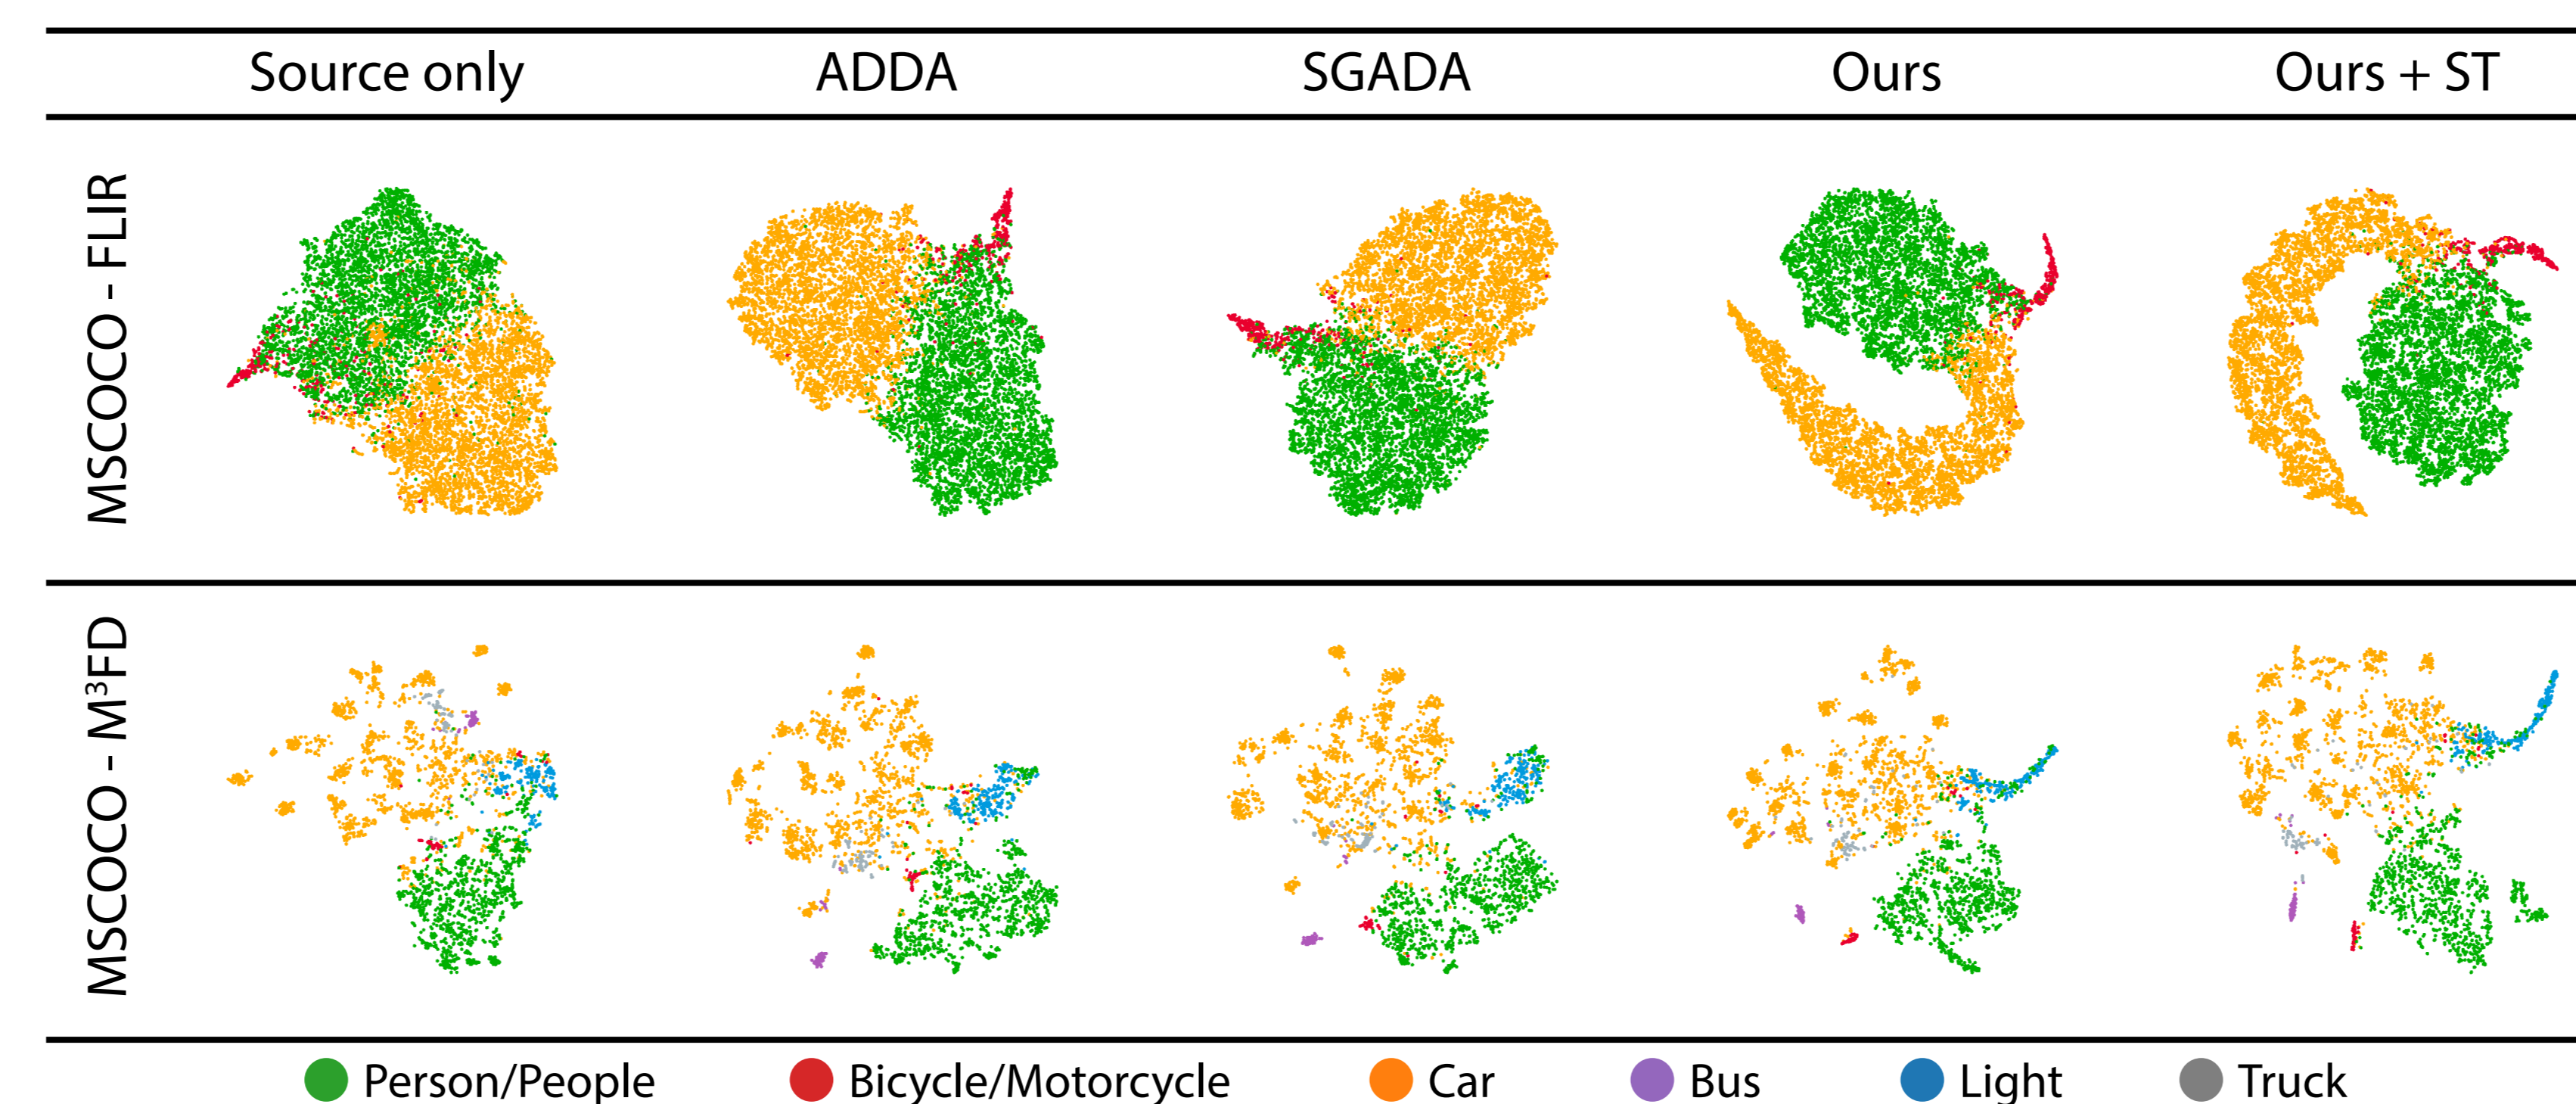 Source only ADDA SGADA Ours Ours + ST
MSCOCO - FLIR
MSCOCO - M³FD
Person/People Bicycle/Motorcycle Car Bus Light Truck